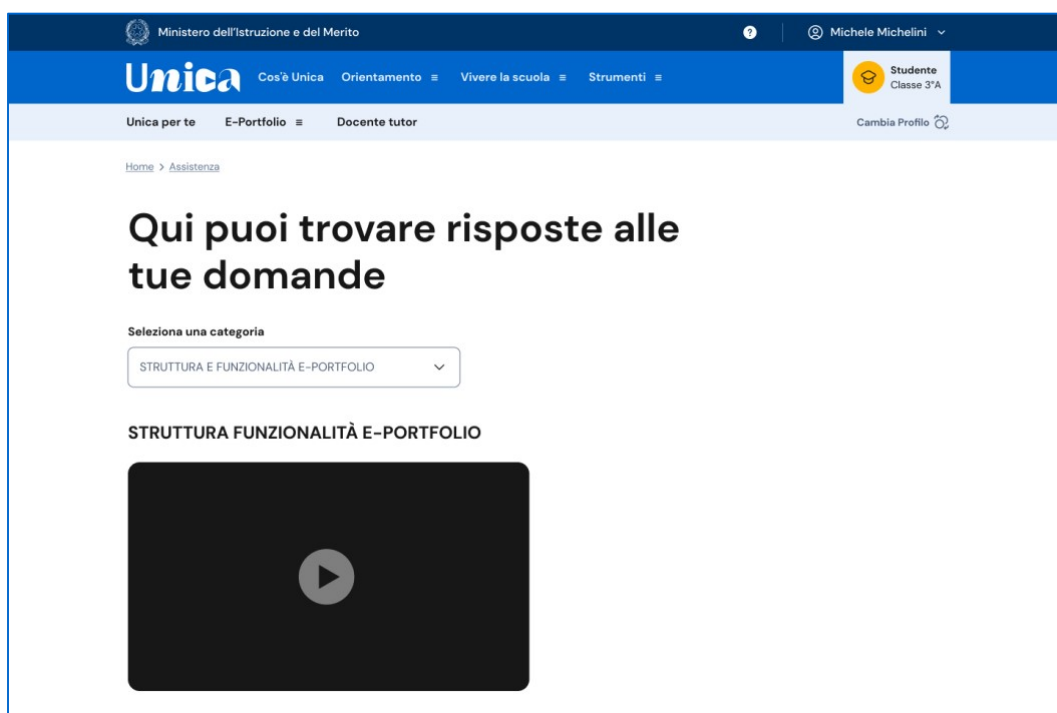 Ministero dell'Istruzione e del Merito
?
Michele Michelini
Unica
Cos'è Unica
Orientamento
Vivere la scuola
Strumenti
Studente
Classe 3°A
Unica per te
E-Portfolio
Docente tutor
Cambia Profilo
Home > Assistenza
Qui puoi trovare risposte alle
tue domande
Seleziona una categoria
STRUTTURA E FUNZIONALITÀ E-PORTFOLIO
STRUTTURA FUNZIONALITÀ E-PORTFOLIO